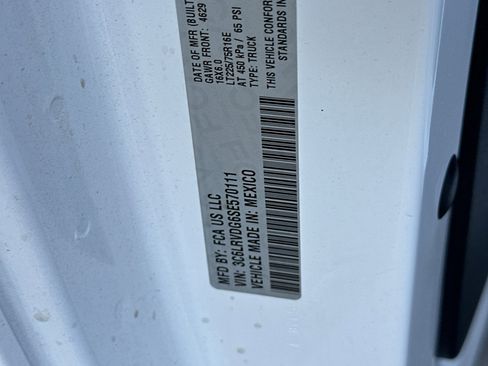 MFD BY: FCA US LLC
VIN: 3C6LRVDG6SE570111
VEHICLE MADE IN: MEXICO
DATE OF MFR (BUILT
GAWR FRONT: 4629
16X6.0
LT225/75R16E
AT 450 kPa / 65 PSI
TYPE: TRUCK
THIS VEHICLE CONFOR
STANDARDS IN